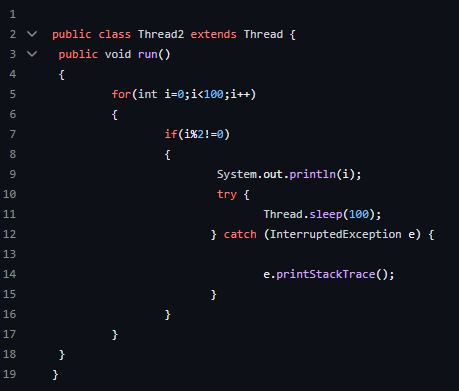 1
2 public class Thread2 extends Thread {
3 public void run()
4 {
5 for(int i=0;i<100;i++)
6 {
7 if(i%2!=0)
8 {
9 System.out.println(i);
10 try {
11 Thread.sleep(100);
12 } catch (InterruptedException e) {
13
14 e.printStackTrace();
15 }
16 }
17 }
18 }
19 }